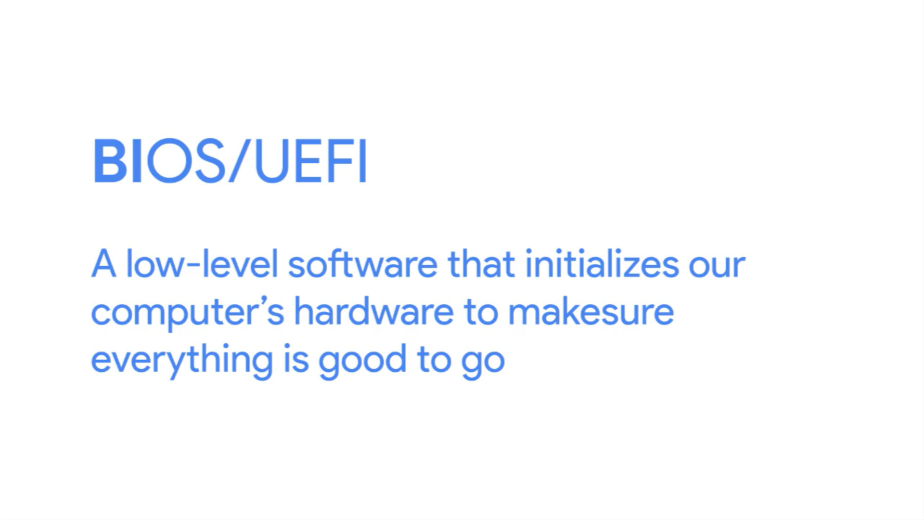 BIOS/UEFI
A low-level software that initializes our
computer's hardware to makesure
everything is good to go